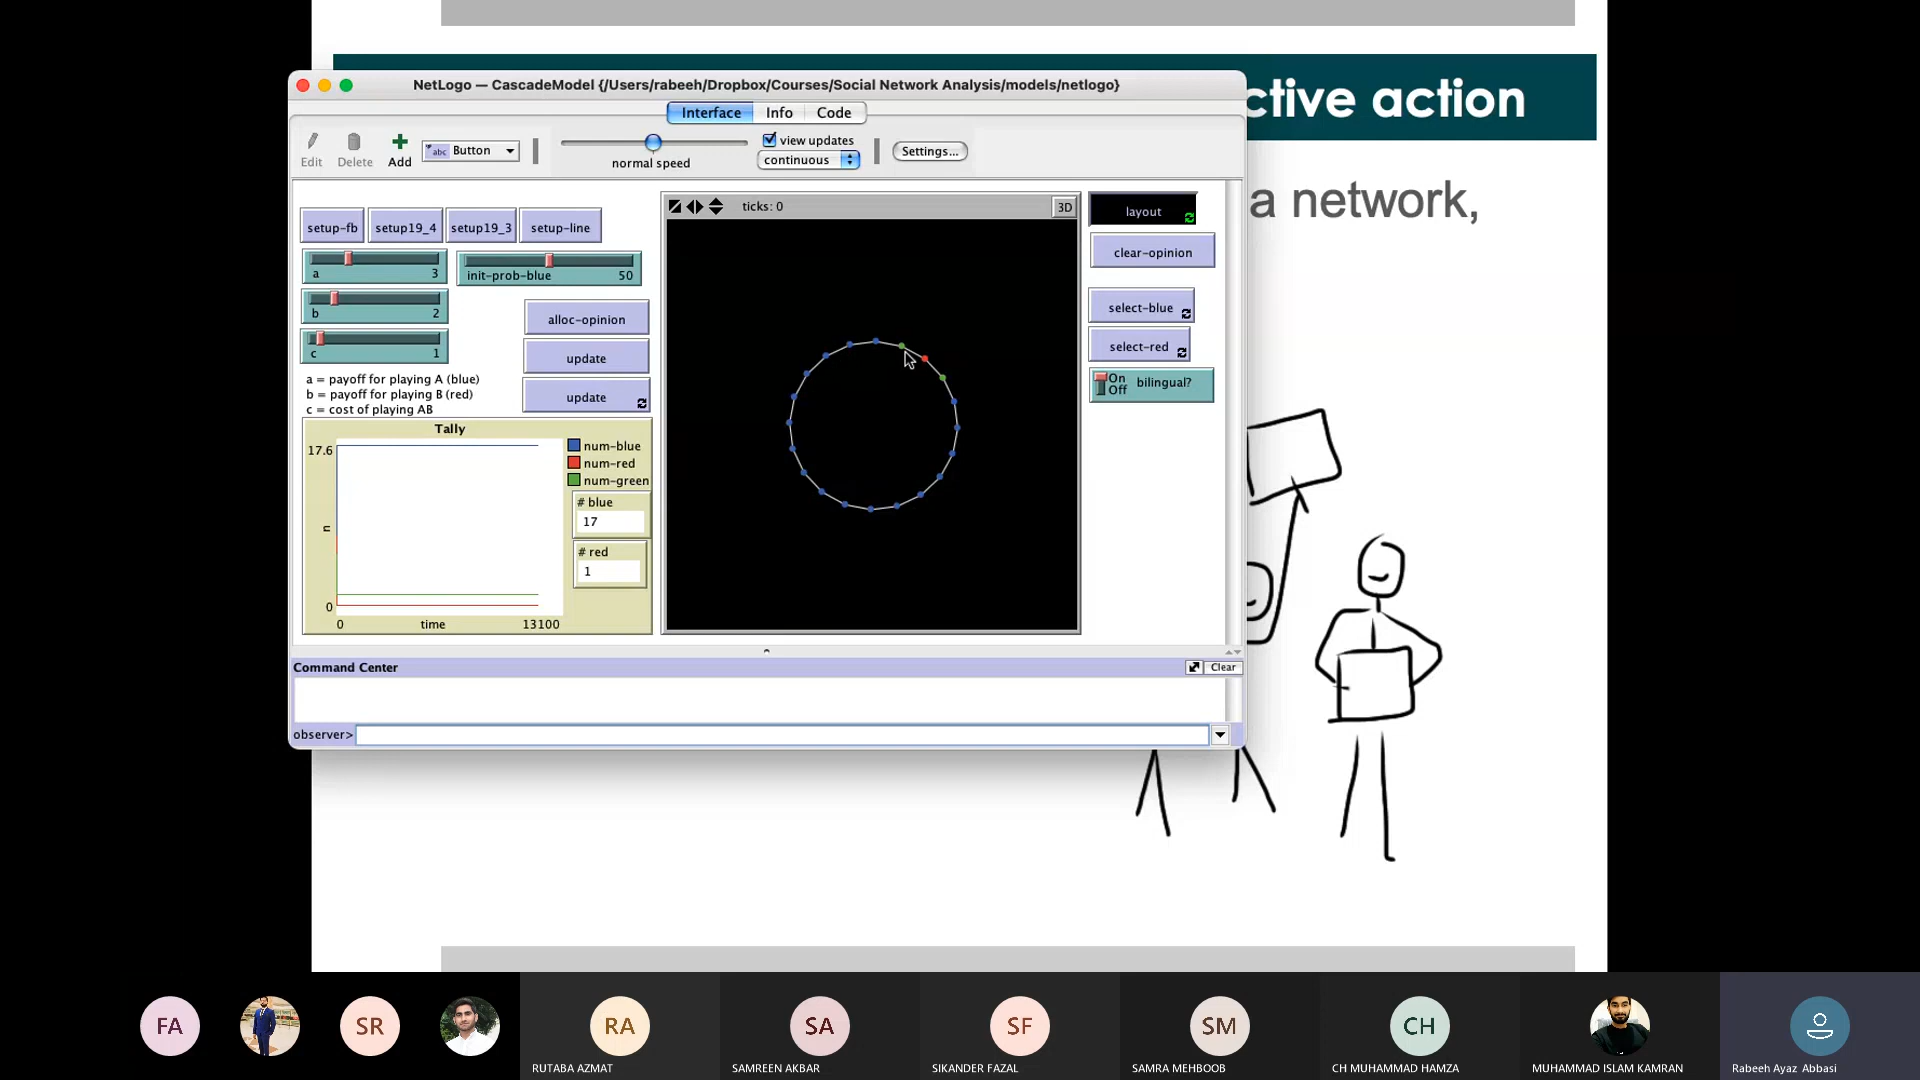 ctive action
NetLogo — CascadeModel {/Users/rabeeh/Dropbox/Courses/Social Network Analysis/models/netlogo}
Interface Info Code
Edit Delete Add abc Button
normal speed
view updates
continuous
Settings...
a network,
ticks: 0
3D
setup-fb setup19_4 setup19_3 setup-line
a 3
init-prob-blue 50
b 2
c 1
alloc-opinion
update
update
a = payoff for playing A (blue)
b = payoff for playing B (red)
c = cost of playing AB
layout
clear-opinion
select-blue
select-red
On
Off
bilingual?
Tally
17.6
n
0
0 time 13100
num-blue
num-red
num-green
# blue
17
# red
1
Command Center
Clear
observer>
FA
SR
RA
SA
SF
SM
CH
RUTABA AZMAT
SAMREEN AKBAR
SIKANDER FAZAL
SAMRA MEHBOOB
CH MUHAMMAD HAMZA
MUHAMMAD ISLAM KAMRAN
Rabeeh Ayaz Abbasi